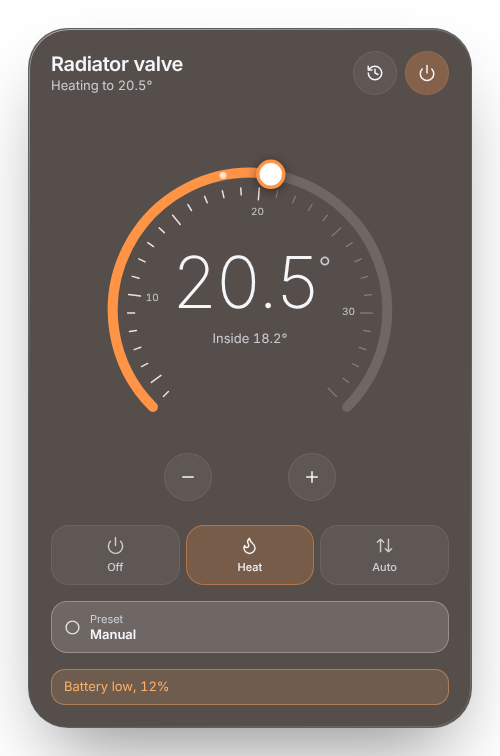 Radiator valve
Heating to 20.5°
20
20.5°
10
30
Inside 18.2°
Off
Heat
Auto
Preset
Manual
Battery low, 12%